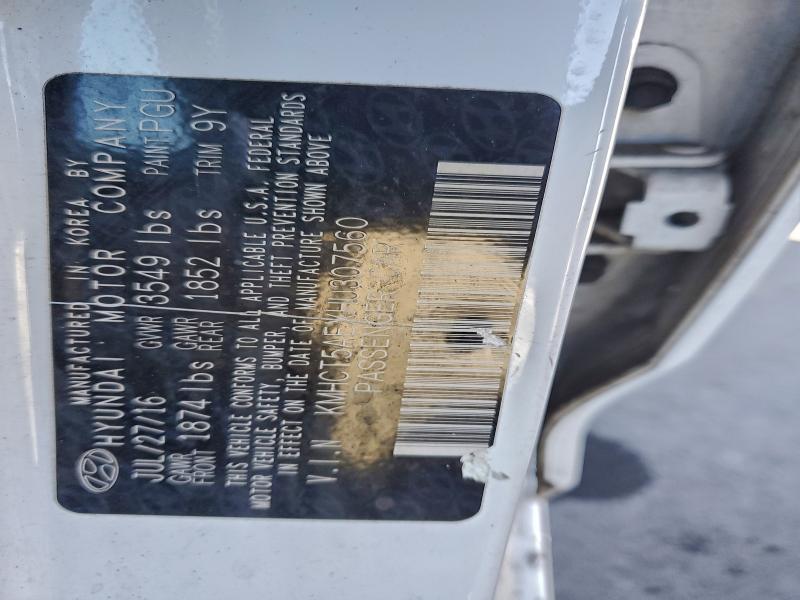 MANUFACTURED IN KOREA BY
HYUNDAI MOTOR COMPANY
JUL/27/16 GVWR 3549 lbs PAINT PGU
GAWR FRONT 1874 lbs GAWR REAR 1852 lbs TRIM 9Y
THIS VEHICLE CONFORMS TO ALL APPLICABLE U.S.A. FEDERAL
MOTOR VEHICLE SAFETY, BUMPER, AND THEFT PREVENTION STANDARDS
IN EFFECT ON THE DATE OF MANUFACTURE SHOWN ABOVE
V.I.N KMHCT5AEXHU307560
PASSENGER CAR